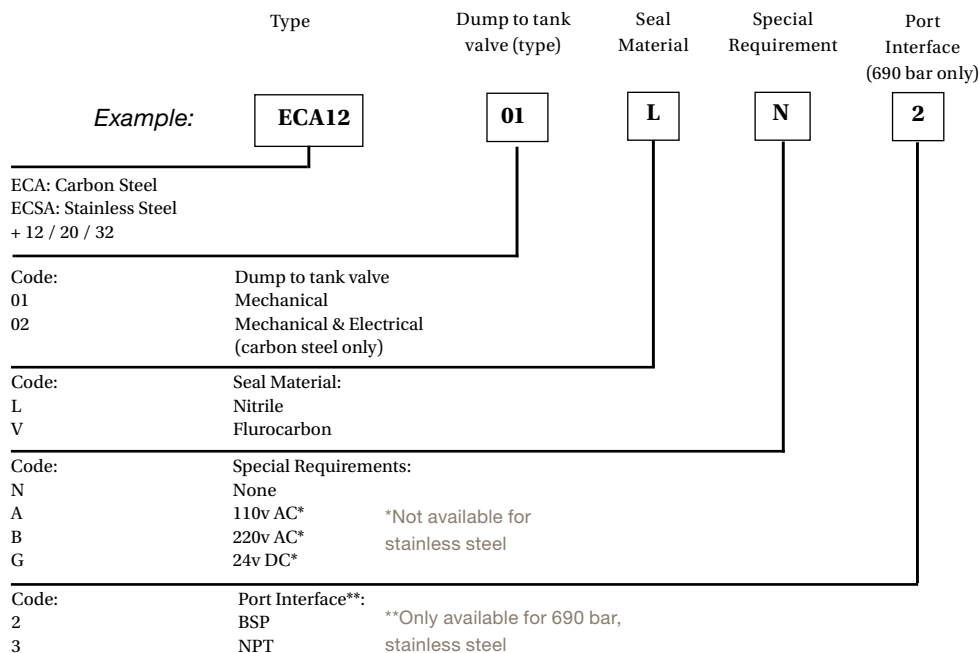 Type Dump to tank Seal Special Port
valve (type) Material Requirement Interface
(690 bar only)
Example: ECA12 01 L N 2
ECA: Carbon Steel
ECSA: Stainless Steel
+ 12 / 20 / 32
Code: Dump to tank valve
01 Mechanical
02 Mechanical & Electrical
(carbon steel only)
Code: Seal Material:
L Nitrile
V Flurocarbon
Code: Special Requirements:
N None
A 110v AC* *Not available for
B 220v AC* stainless steel
G 24v DC*
Code: Port Interface**:
2 BSP **Only available for 690 bar,
3 NPT stainless steel